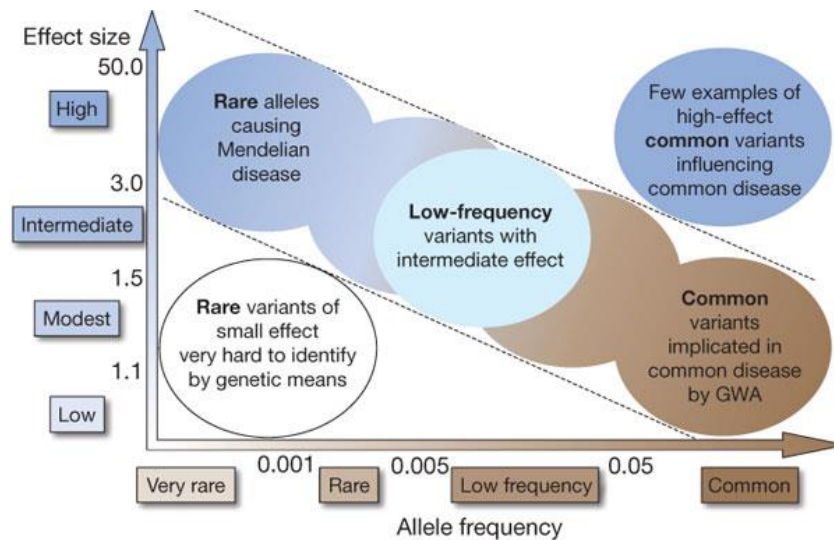 Effect size
50.0
High
3.0
Intermediate
1.5
Modest
1.1
Low
Rare alleles
causing
Mendelian
disease
Few examples of
high-effect
common variants
influencing
common disease
Low-frequency
variants with
intermediate effect
Rare variants of
small effect
very hard to identify
by genetic means
Common
variants
implicated in
common disease
by GWA
0.001
0.005
0.05
Very rare
Rare
Low frequency
Common
Allele frequency